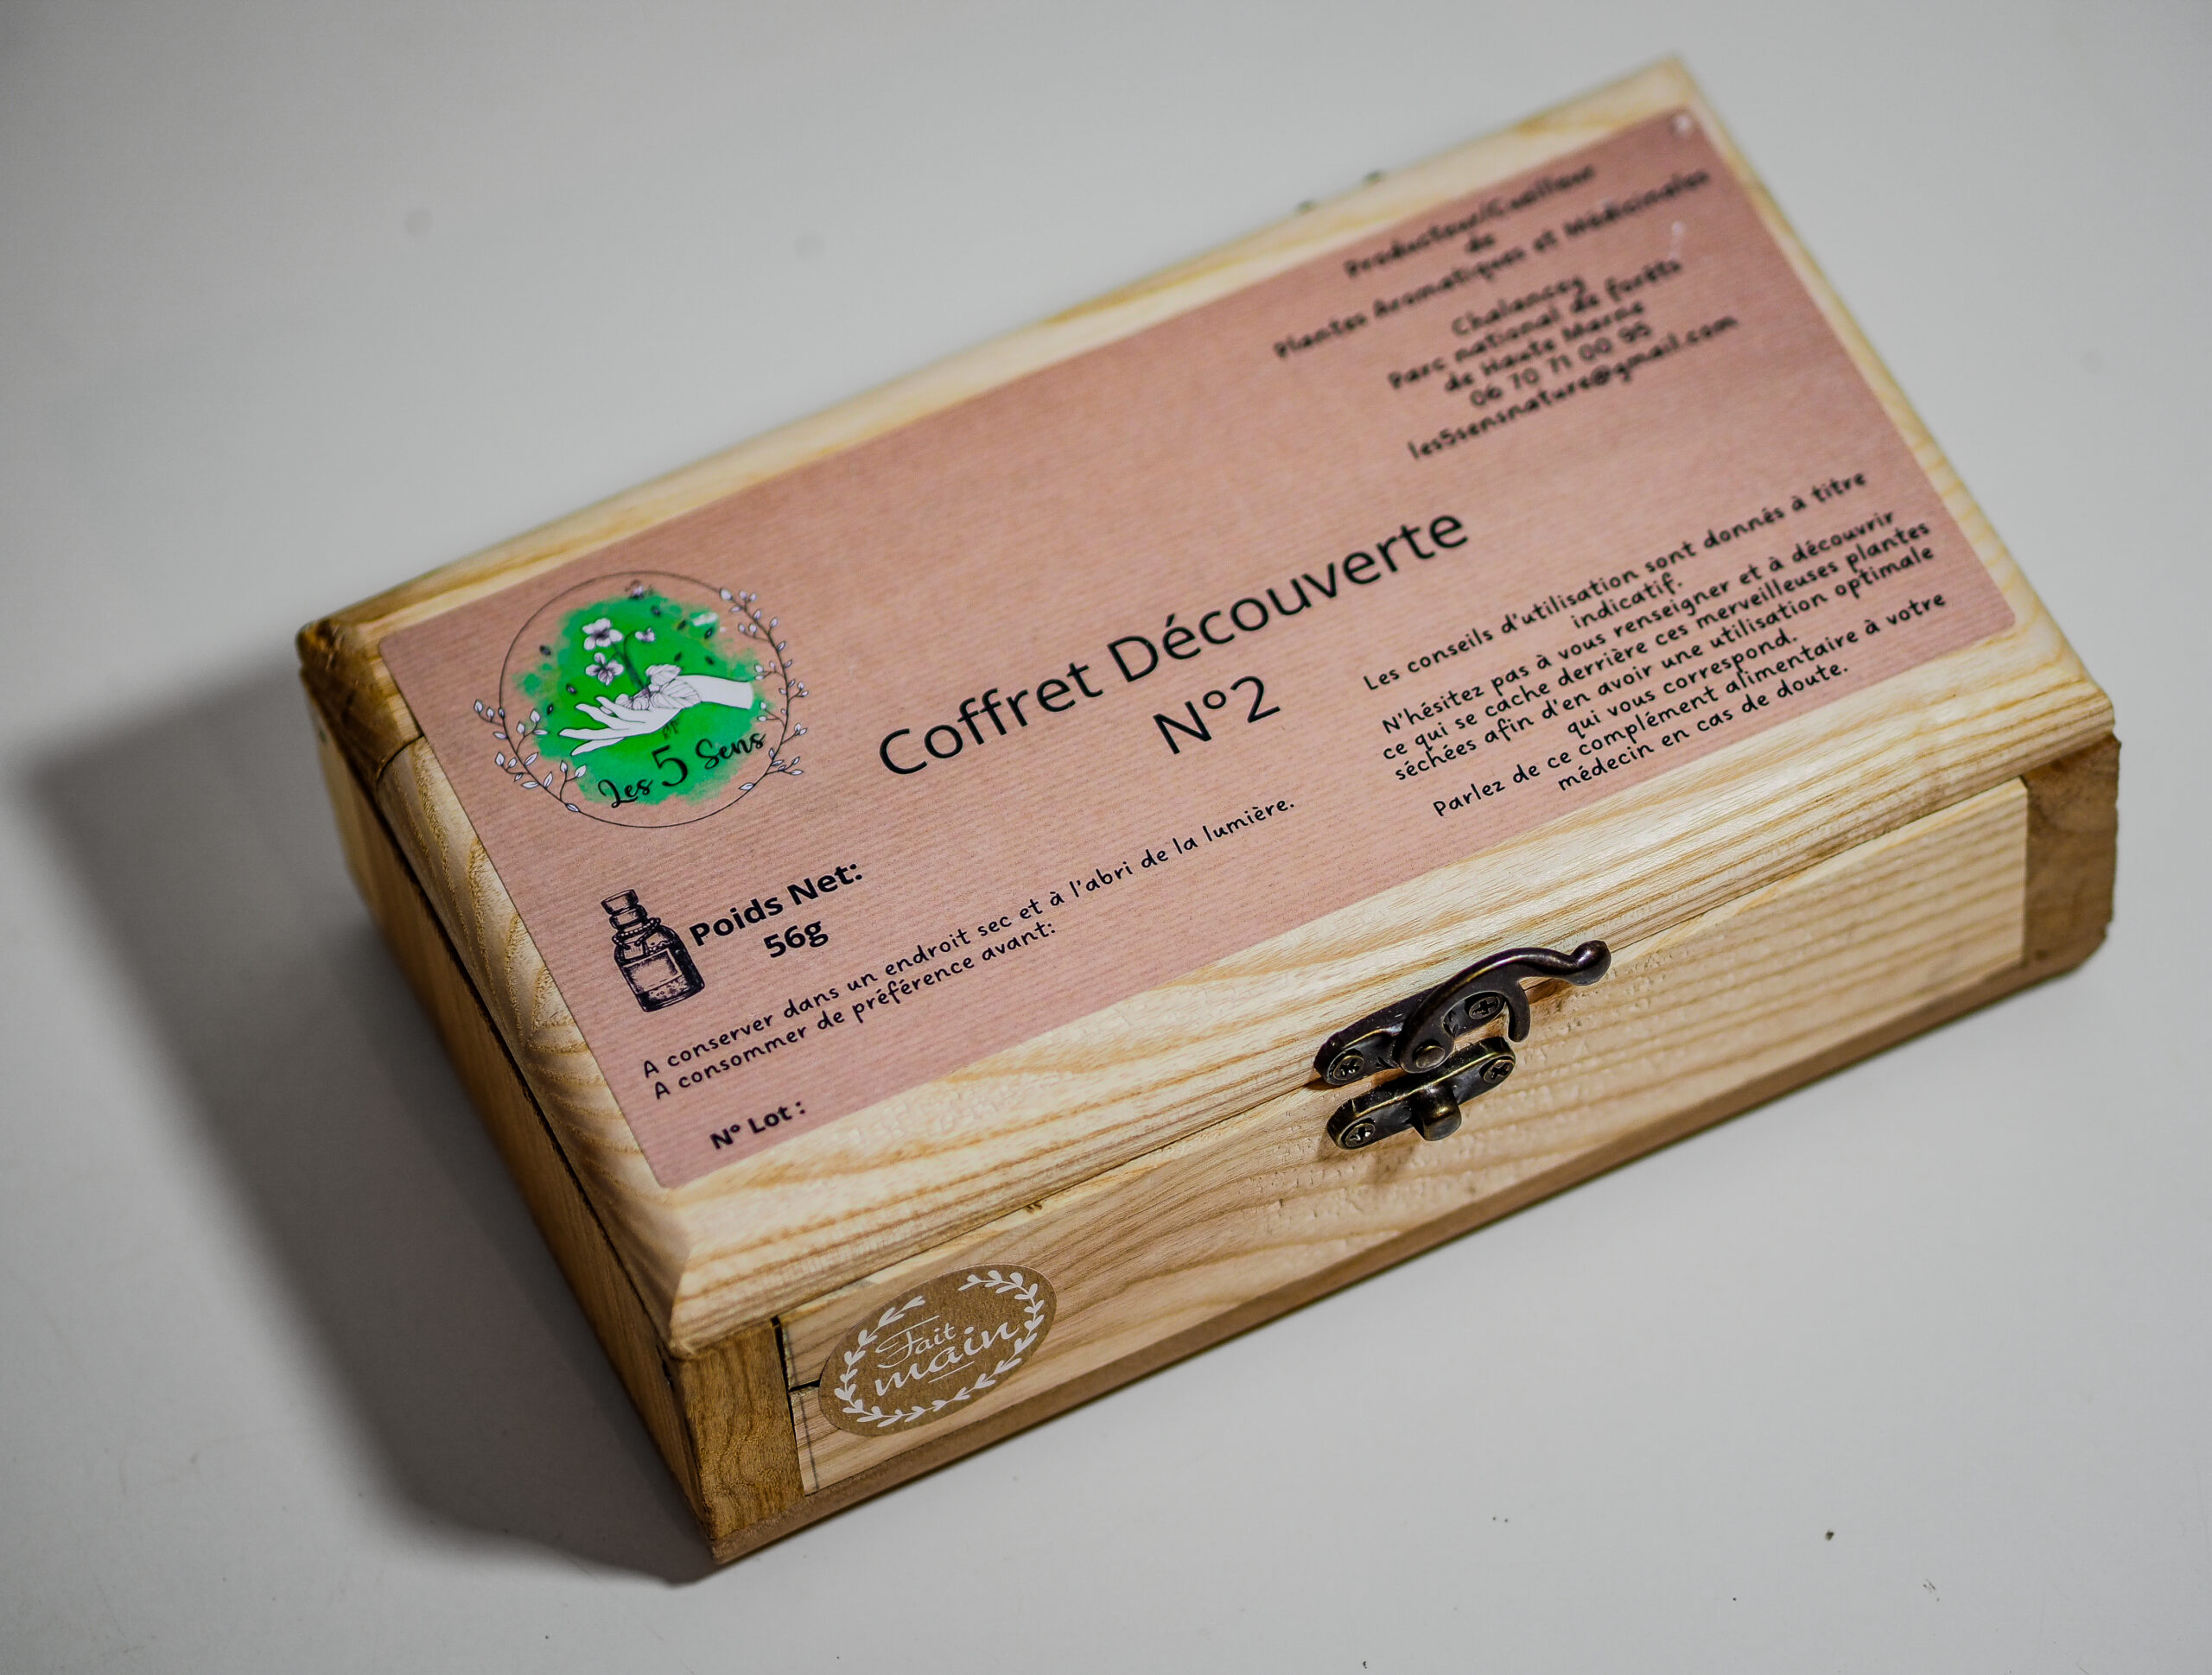 Producteur/Cueilleur
de
Plantes Aromatiques et Médicinales
Chalancey
Parc national de forêts
de Haute Marne
06 70 71 00 95
les5sensnature@gmail.com
Les 5 Sens
Coffret Découverte
N°2
Les conseils d'utilisation sont donnés à titre
indicatif.
N'hésitez pas à vous renseigner et à découvrir
ce qui se cache derrière ces merveilleuses plantes
séchées afin d'en avoir une utilisation optimale
qui vous correspond.
Parlez de ce complément alimentaire à votre
médecin en cas de doute.
Poids Net:
56g
A conserver dans un endroit sec et à l'abri de la lumière.
A consommer de préférence avant:
N° Lot :
Fait
main